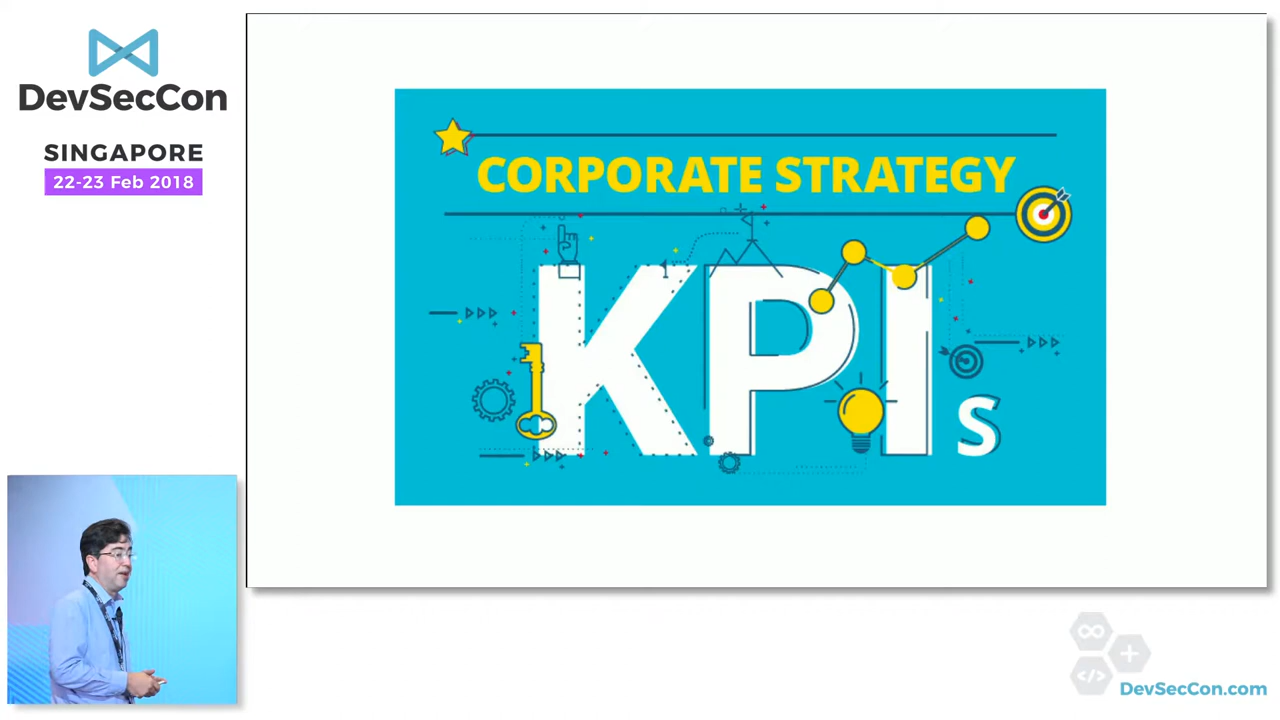 DevSecCon
SINGAPORE
22-23 Feb 2018
CORPORATE STRATEGY
KPIs
DevSecCon.com